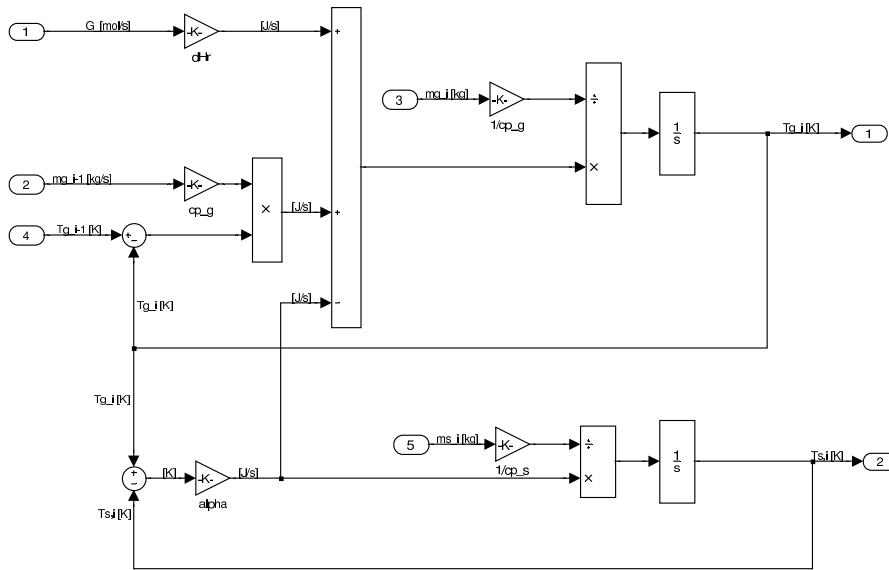 1
G [mol/s]
-K-
dHr
[J/s]
+
3
mg_i [kg]
-K-
1/cp_g
÷
×
1
s
Tg_i [K]
1
2
mg_i-1 [kg/s]
-K-
cp_g
×
[J/s]
+
4
Tg_i-1 [K]
+
−
Tg_i [K]
[J/s]
−
Tg_i [K]
5
ms_i [kg]
-K-
1/cp_s
÷
×
1
s
Ts,i [K]
2
+
−
[K]
-K-
alpha
[J/s]
Ts,i [K]